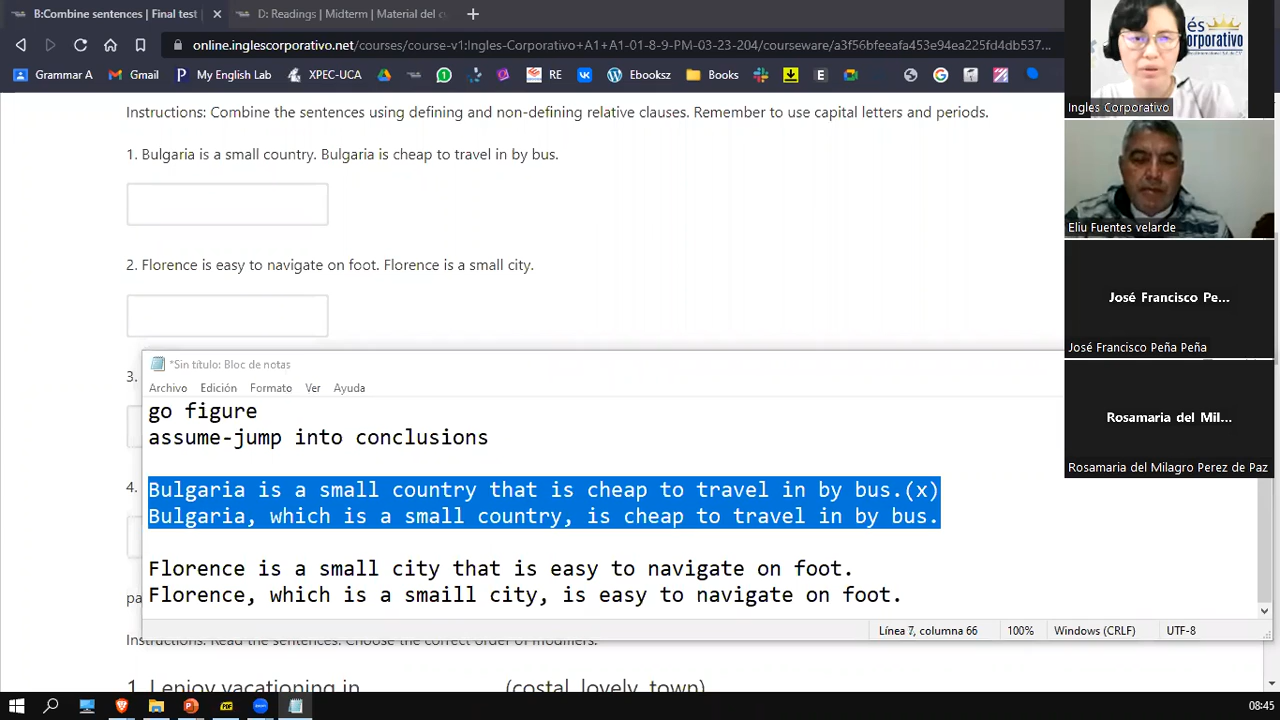 B:Combine sentences | Final test
D: Readings | Midterm | Material del c
online.inglescorporativo.net/courses/course-v1:Ingles-Corporativo+A1+A1-01-8-9-PM-03-23-204/courseware/a3f56bfeeafa453e94ea225fd4db537...
Grammar A
Gmail
My English Lab
XPEC-UCA
RE
Ebooksz
Books
Instructions: Combine the sentences using defining and non-defining relative clauses. Remember to use capital letters and periods.
1. Bulgaria is a small country. Bulgaria is cheap to travel in by bus.
2. Florence is easy to navigate on foot. Florence is a small city.
3.
4.
pa
*Sin título: Bloc de notas
Archivo Edición Formato Ver Ayuda
go figure
assume-jump into conclusions
Bulgaria is a small country that is cheap to travel in by bus.(x)
Bulgaria, which is a small country, is cheap to travel in by bus.
Florence is a small city that is easy to navigate on foot.
Florence, which is a smaill city, is easy to navigate on foot.
Línea 7, columna 66 100% Windows (CRLF) UTF-8
Instructions: Read the sentences. Choose the correct order of modifiers.
1. I enjoy vacationing in (costal, lovely, town)
glés
orporativo
Ingles Corporativo
Eliu Fuentes velarde
José Francisco Pe...
José Francisco Peña Peña
Rosamaria del Mil...
Rosamaria del Milagro Perez de Paz
08:45